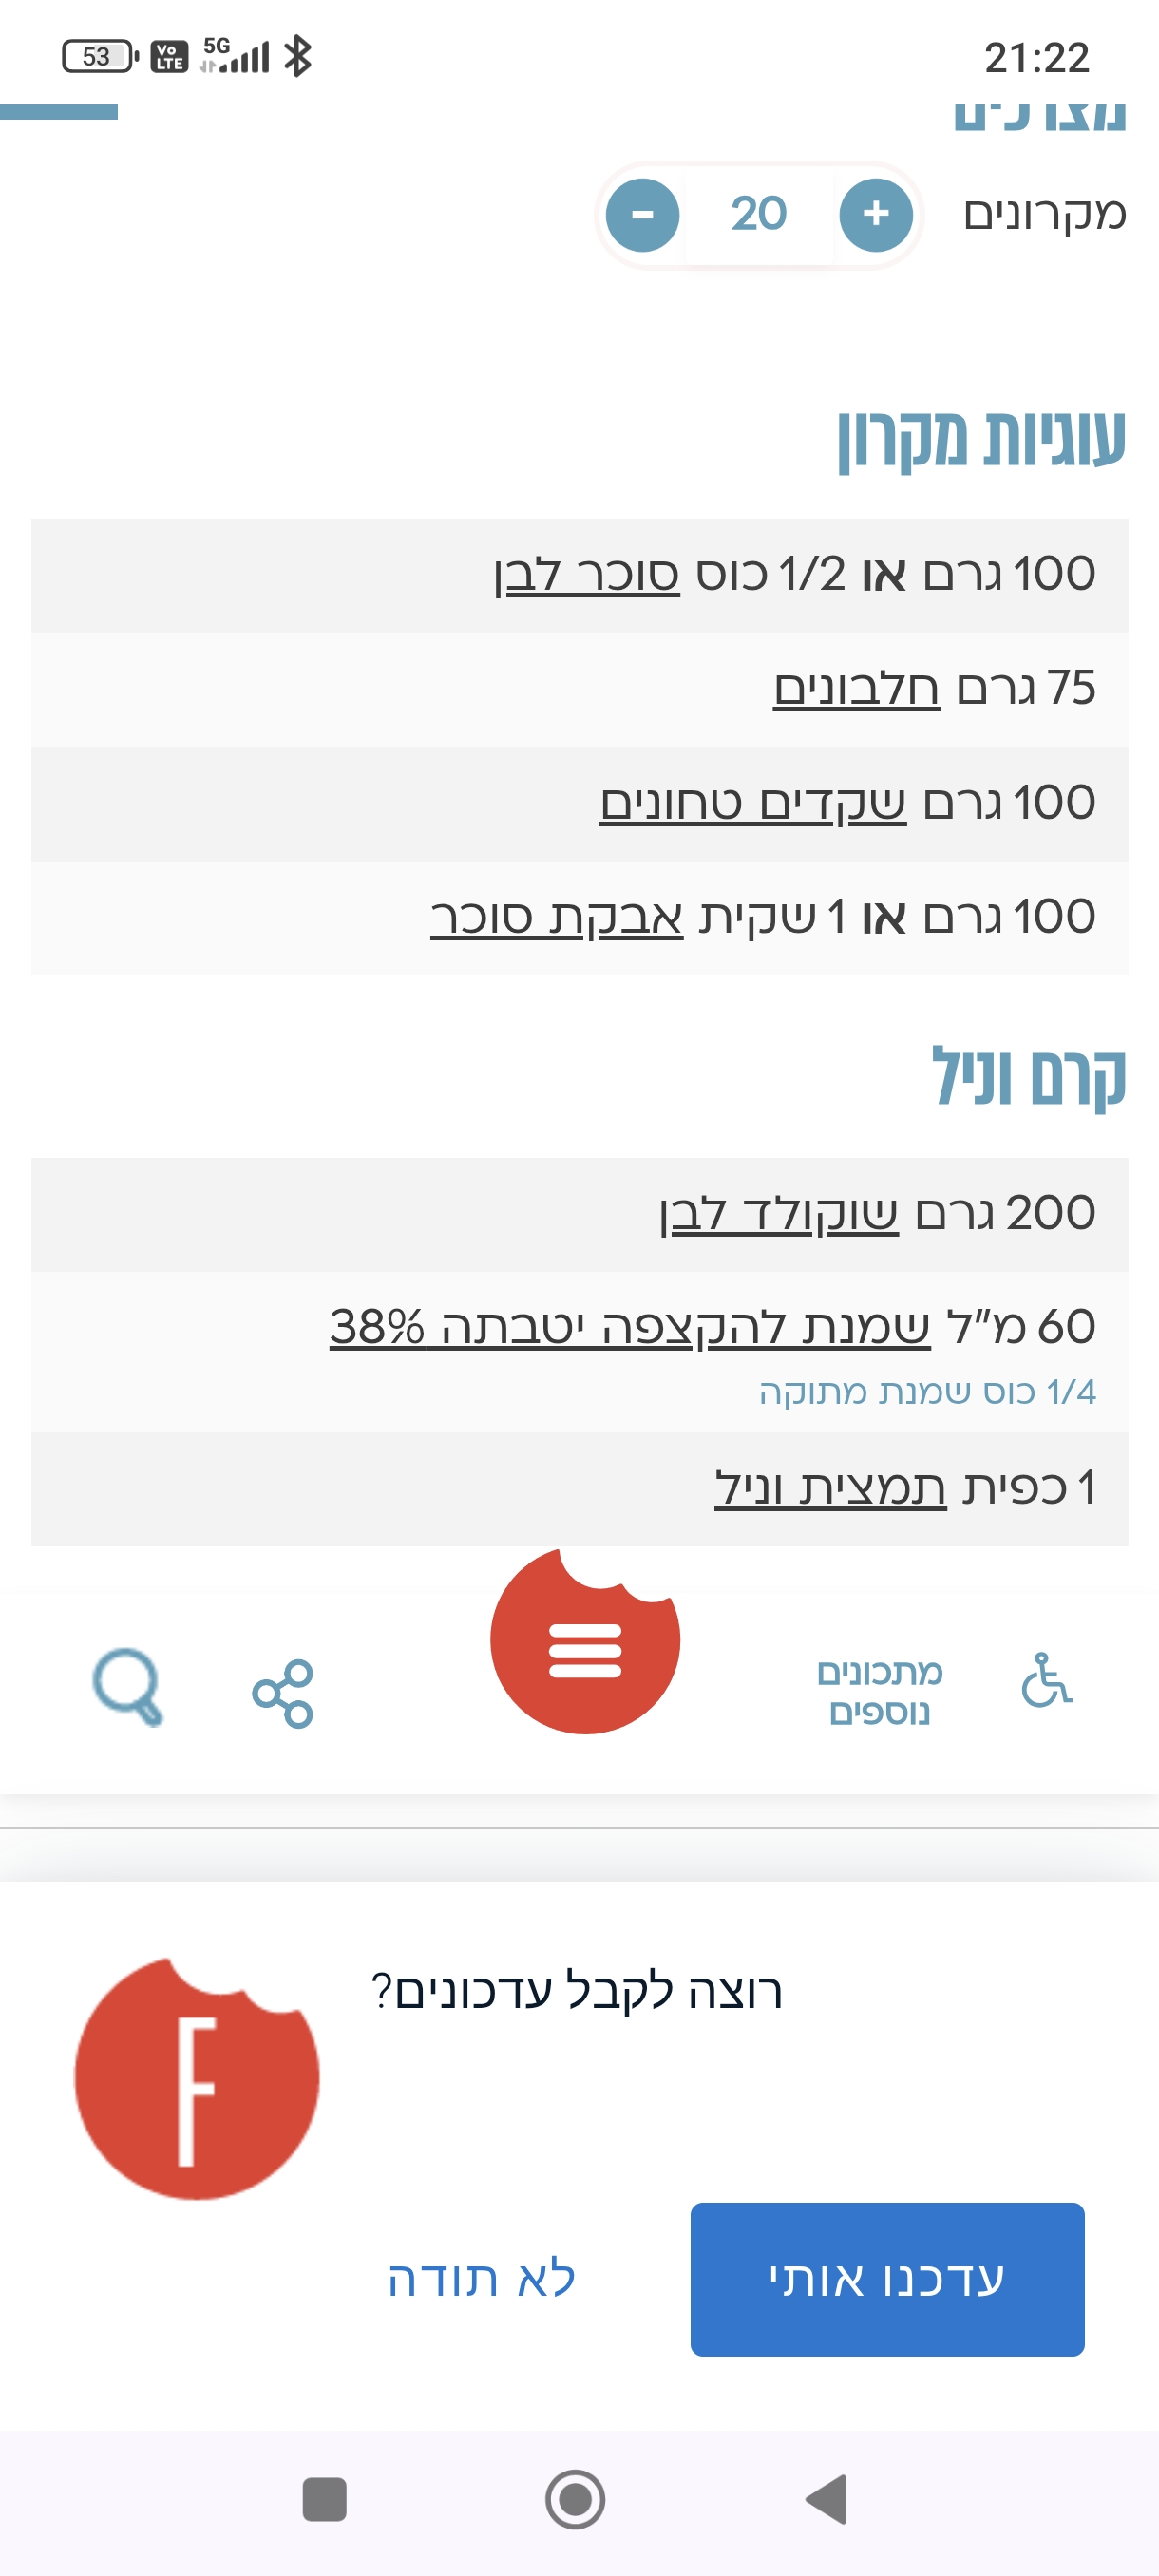 53 Vo LTE 5G 21:22
מצרכים
מקרונים + 20 -
עוגיות מקרון
100 גרם או 1/2 כוס סוכר לבן
75 גרם חלבונים
100 גרם שקדים טחונים
100 גרם או 1 שקית אבקת סוכר
קרם וניל
200 גרם שוקולד לבן
60 מ"ל שמנת להקצפה יטבתה 38%
1/4 כוס שמנת מתוקה
1 כפית תמצית וניל
מתכונים
נוספים
רוצה לקבל עדכונים?
F
עדכנו אותי
לא תודה